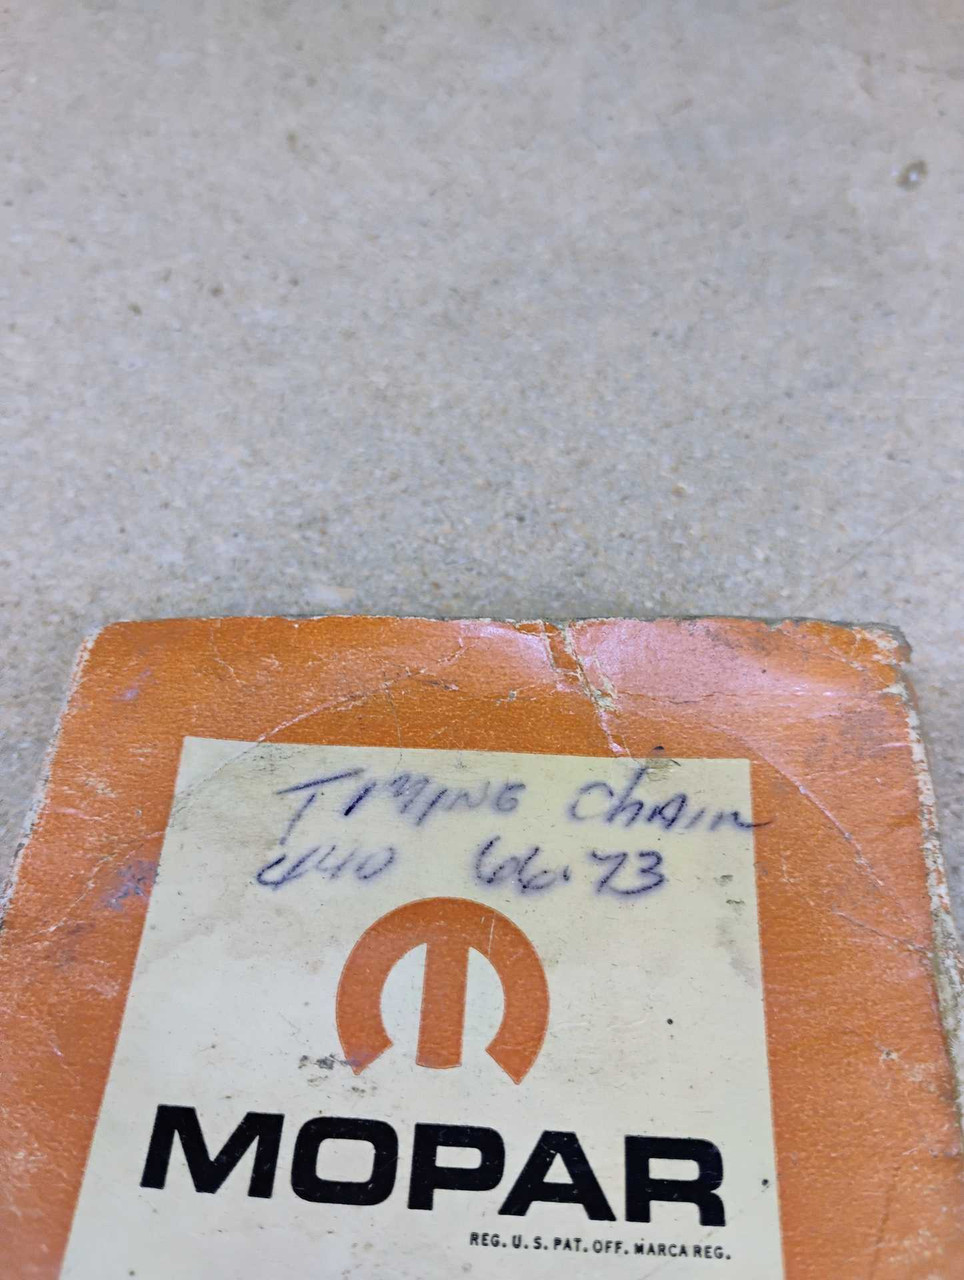 TIMING ChAIN
440 66-73
MOPAR
REG. U.S. PAT. OFF. MARCA REG.